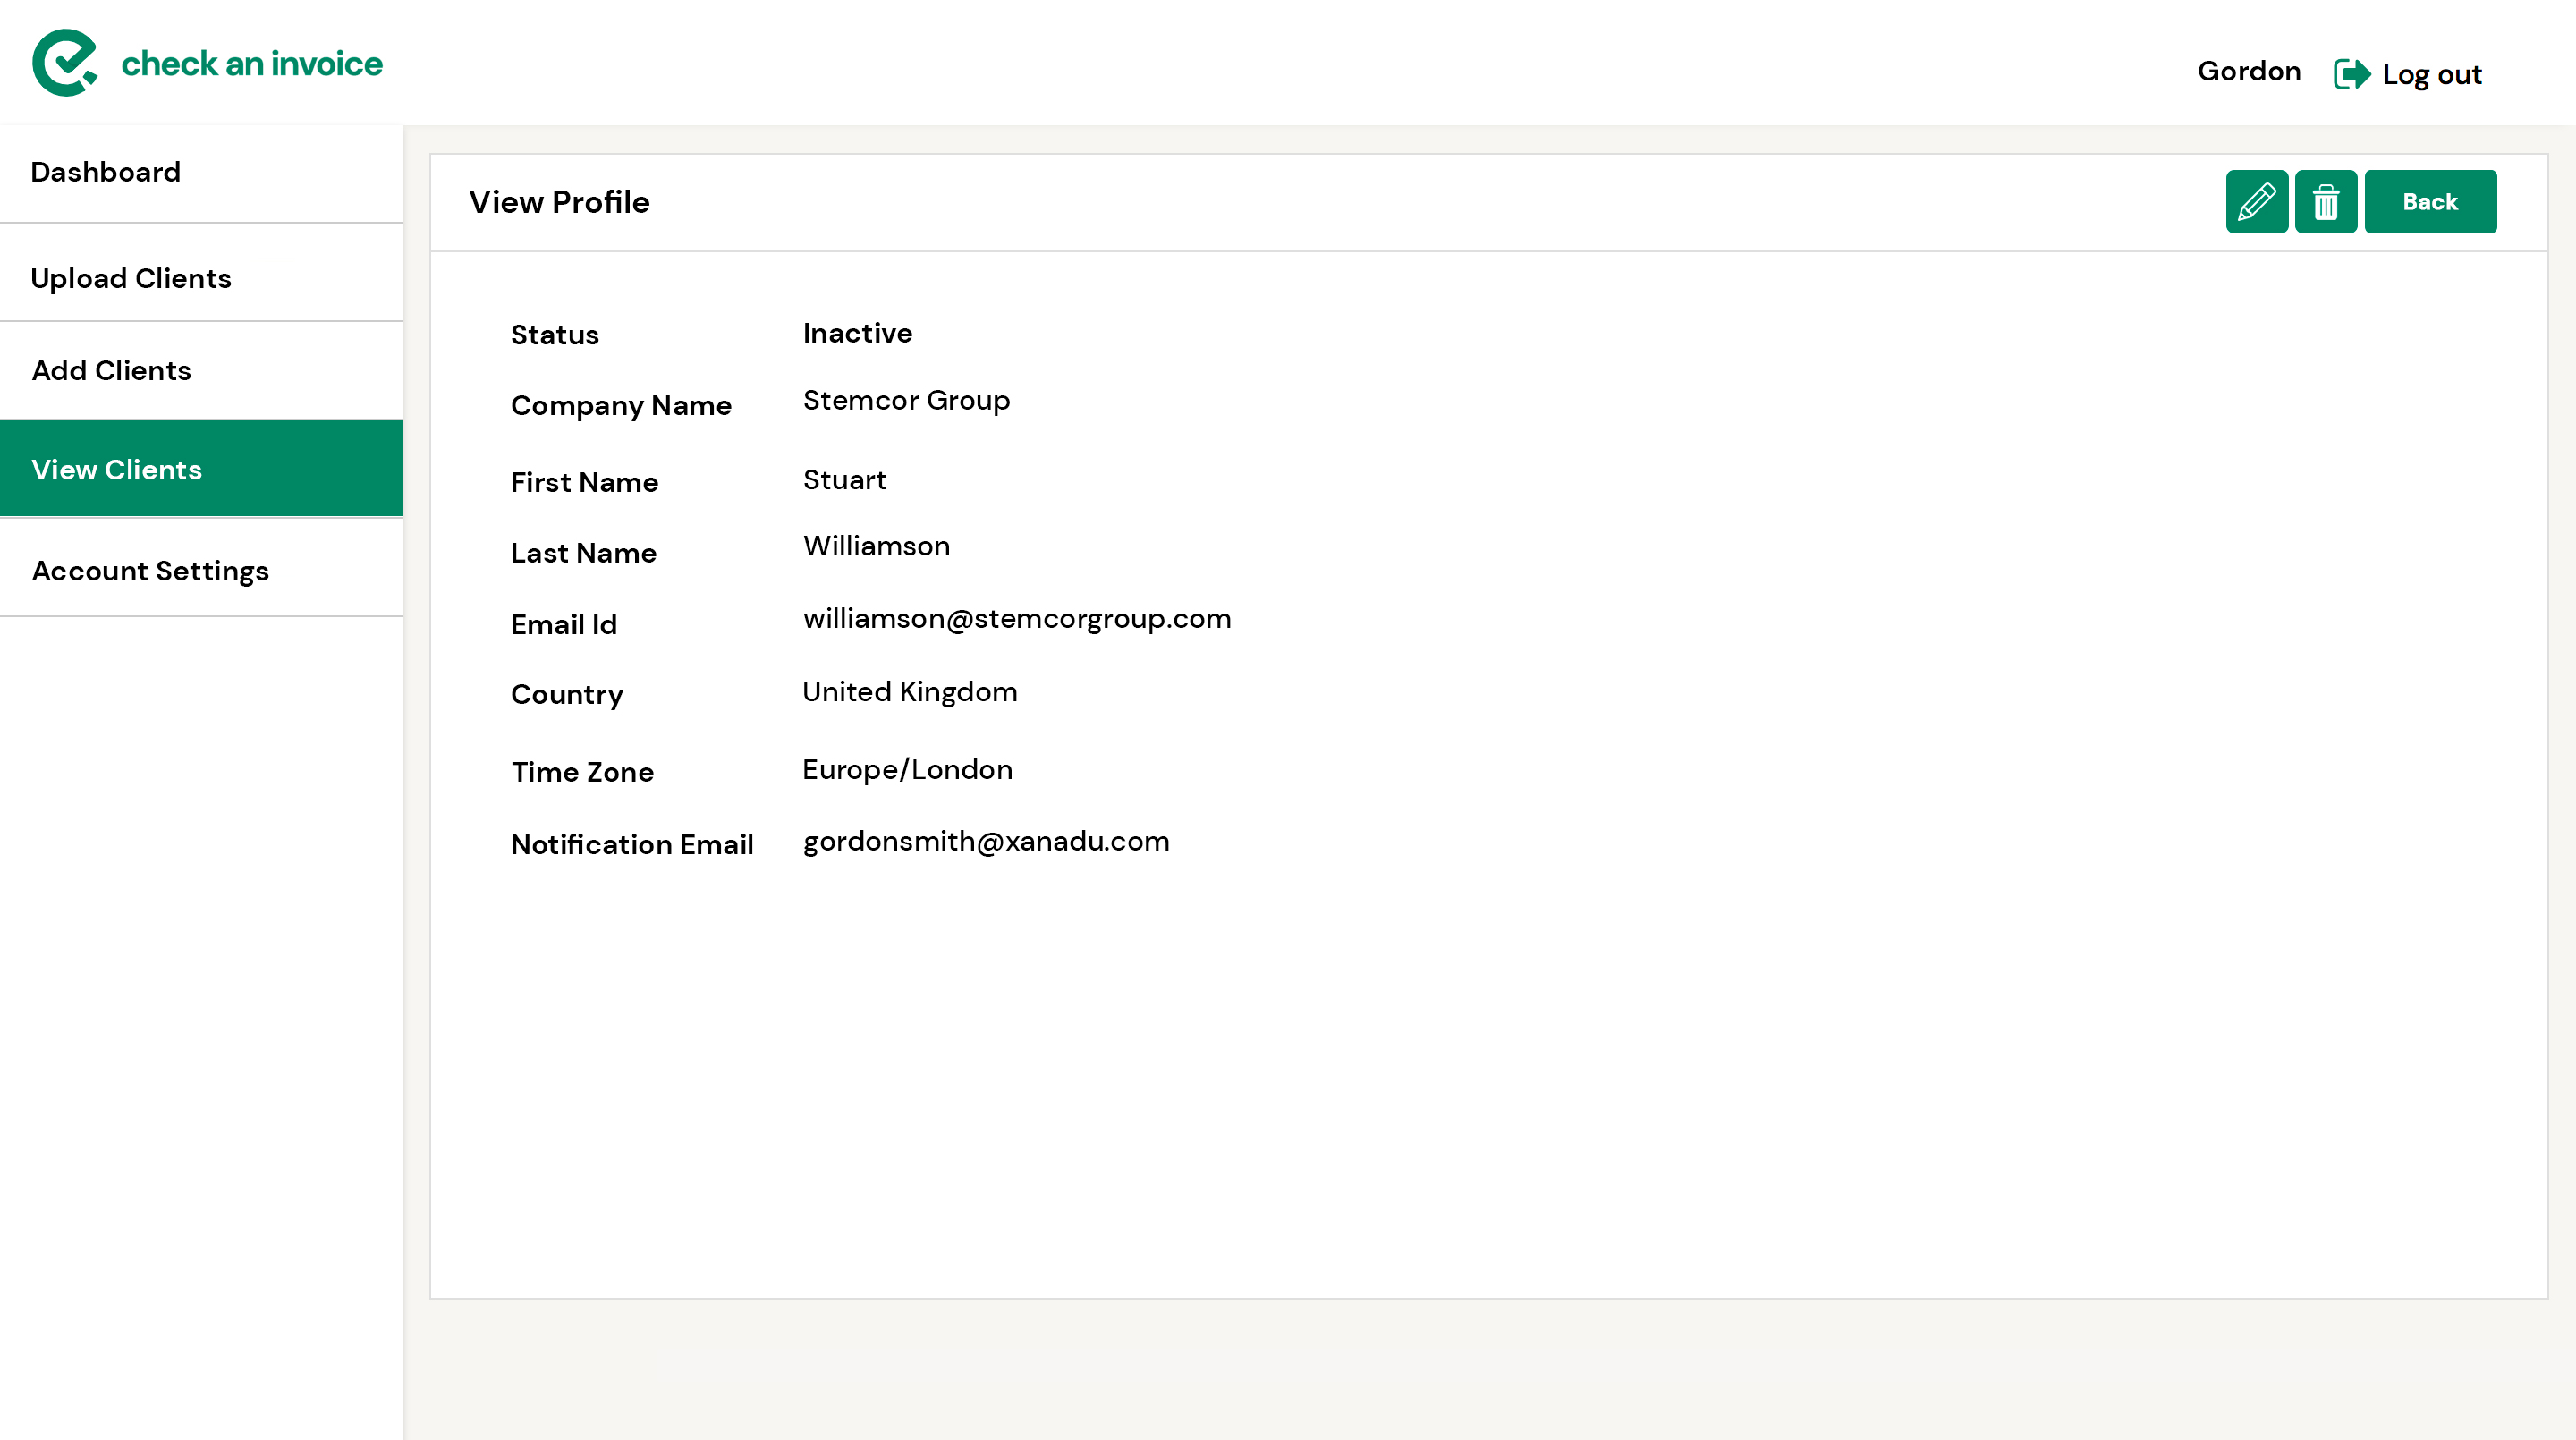 check an invoice
Gordon Log out
Dashboard
Upload Clients
Add Clients
View Clients
Account Settings
View Profile Back
Status Inactive
Company Name Stemcor Group
First Name Stuart
Last Name Williamson
Email Id williamson@stemcorgroup.com
Country United Kingdom
Time Zone Europe/London
Notification Email gordonsmith@xanadu.com